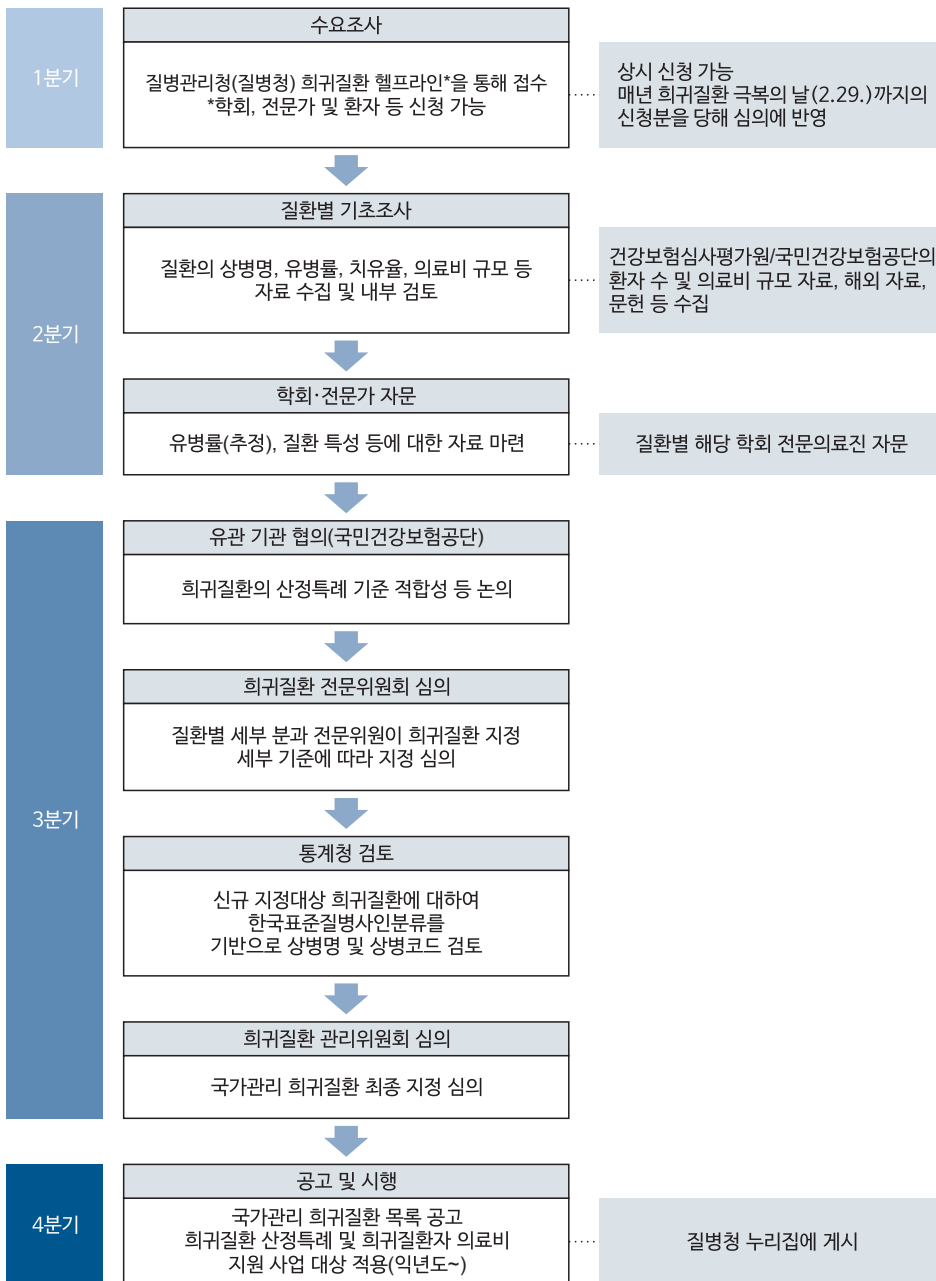 1분기
수요조사
질병관리청(질병청) 희귀질환 헬프라인*을 통해 접수
*학회, 전문가 및 환자 등 신청 가능
상시 신청 가능
매년 희귀질환 극복의 날(2.29.)까지의
신청분을 당해 심의에 반영
2분기
질환별 기초조사
질환의 상병명, 유병률, 치유율, 의료비 규모 등
자료 수집 및 내부 검토
건강보험심사평가원/국민건강보험공단의
환자 수 및 의료비 규모 자료, 해외 자료,
문헌 등 수집
학회·전문가 자문
유병률(추정), 질환 특성 등에 대한 자료 마련
질환별 해당 학회 전문의료진 자문
3분기
유관 기관 협의(국민건강보험공단)
희귀질환의 산정특례 기준 적합성 등 논의
희귀질환 전문위원회 심의
질환별 세부 분과 전문위원이 희귀질환 지정
세부 기준에 따라 지정 심의
통계청 검토
신규 지정대상 희귀질환에 대하여
한국표준질병사인분류를
기반으로 상병명 및 상병코드 검토
희귀질환 관리위원회 심의
국가관리 희귀질환 최종 지정 심의
4분기
공고 및 시행
국가관리 희귀질환 목록 공고
희귀질환 산정특례 및 희귀질환자 의료비
지원 사업 대상 적용(익년도~)
질병청 누리집에 게시